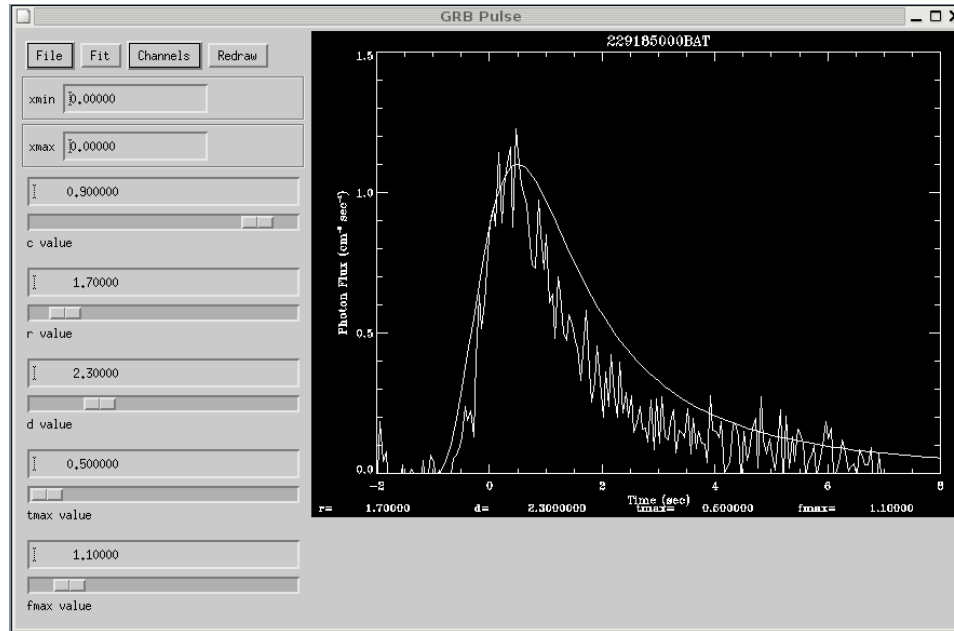 GRB Pulse
File Fit Channels Redraw
xmin 0.00000
xmax 0.00000
0.900000
c value
1.70000
r value
2.30000
d value
0.500000
tmax value
1.10000
fmax value
229185000BAT
Photon Flux (cm⁻² sec⁻¹)
1.5
1.0
0.5
0.0
-2 0 2 4 6 8
Time (sec)
r= 1.70000 d= 2.3000000 tmax= 0.500000 fmax= 1.10000